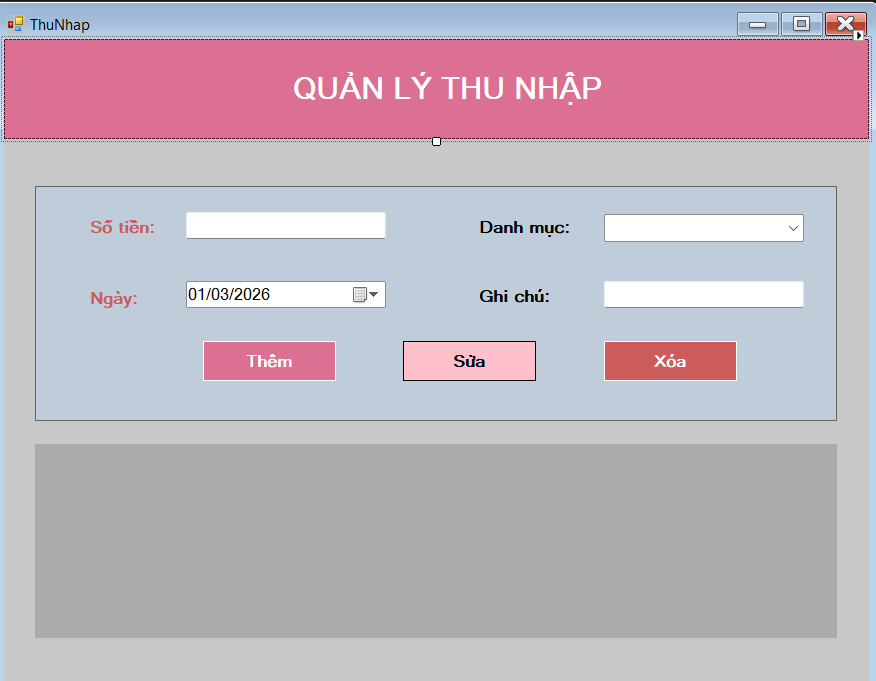 ThuNhap
QUẢN LÝ THU NHẬP
Số tiền:
Danh mục:
Ngày:
01/03/2026
Ghi chú:
Thêm
Sửa
Xóa